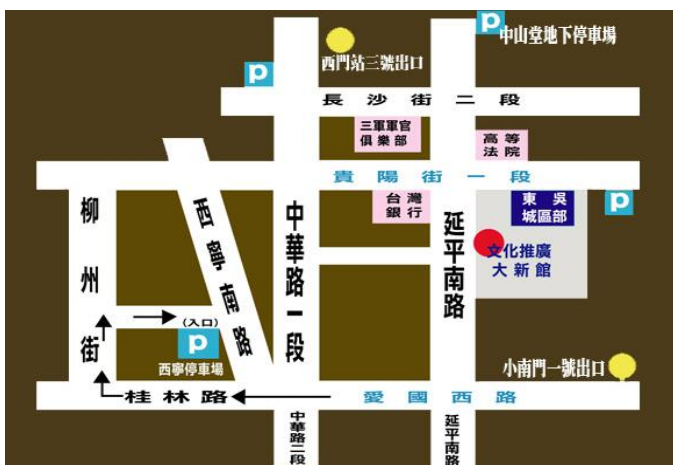 P
中山堂地下停車場
西門站三號出口
P
長沙街二段
三軍軍官
俱樂部
高等
法院
貴陽街一段
台灣
銀行
東吳
城區部
P
柳州街
中華路一段
延平南路
文化推廣
大新館
(入口)
P
西寧停車場
小南門一號出口
桂林路
愛國西路
中華路二段
延平南路